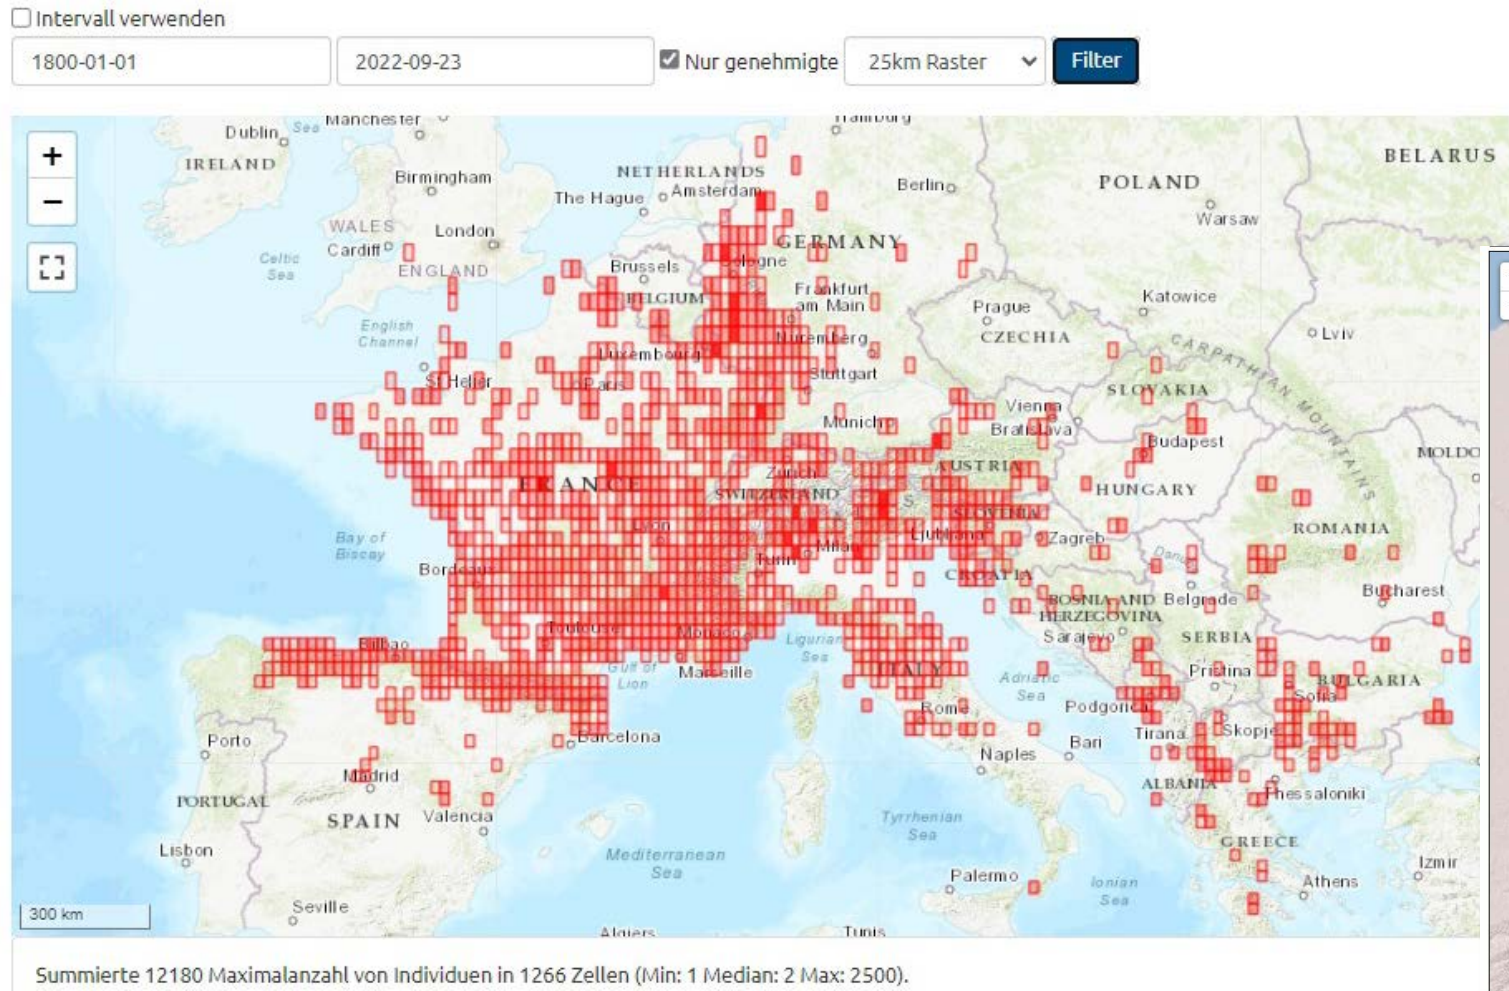 Intervall verwenden
1800-01-01 2022-09-23 Nur genehmigte 25km Raster Filter
Manchester Hamburg
Dublin Sea
IRELAND BELARUS
NETHERLANDS
Birmingham Berlin POLAND
The Hague Amsterdam
Warsaw
WALES London
Cardiff GERMANY
Celtic Sea
ENGLAND Brussels Cologne
BELGIUM Frankfurt am Main Prague Katowice
English Channel CZECHIA Lviv
Luxembourg Nuremberg CARPATHIAN MOUNTAINS
St Helier Paris Stuttgart SLOVAKIA
Munich Vienna
Bratislava Budapest
MOLDO
Zurich AUSTRIA
FRANCE SWITZERLAND HUNGARY
SLOVENIA ROMANIA
Bay of Biscay Lyon Milan Ljubljana Zagreb
Turin
Bordeaux CROATIA
BOSNIA AND HERZEGOVINA Belgrade Bucharest
Toulouse Monaco Ligurian Sea Sarajevo SERBIA
Bilbao
Gulf of Lion Marseille ITALY Adriatic Sea Pristina BULGARIA
Sofia
Rome Podgorica
Porto Barcelona Tirana Skopje
Naples Bari
Madrid ALBANIA
PORTUGAL Thessaloniki
SPAIN Valencia Tyrrhenian Sea
GREECE
Lisbon Mediterranean Sea Izmir
Palermo Ionian Sea Athens
Seville
300 km
Algiers Tunis
Summierte 12180 Maximalanzahl von Individuen in 1266 Zellen (Min: 1 Median: 2 Max: 2500).